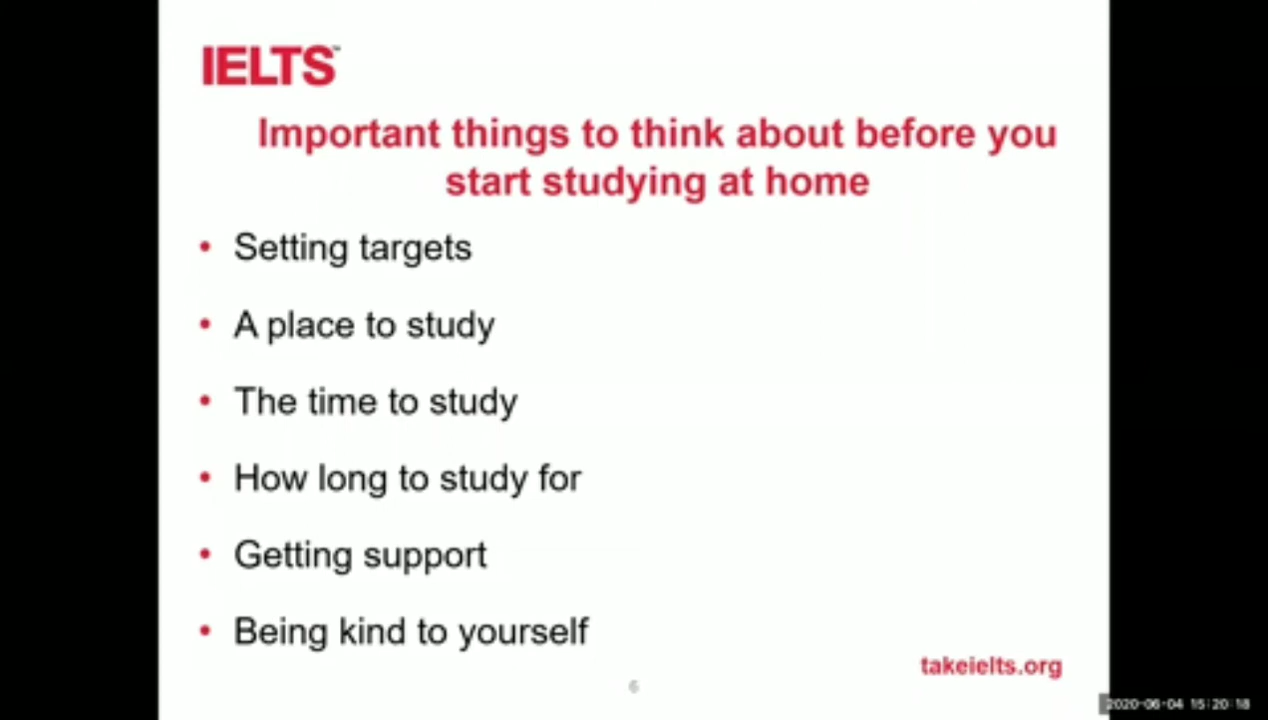 IELTS™
Important things to think about before you
start studying at home
• Setting targets
• A place to study
• The time to study
• How long to study for
• Getting support
• Being kind to yourself
takeielts.org
6
2020-06-04 15:20:18